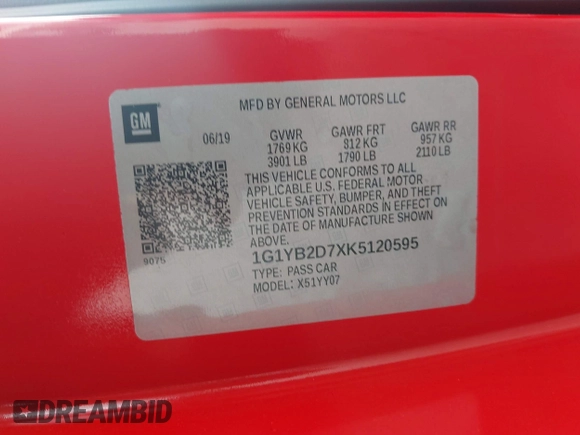 MFD BY GENERAL MOTORS LLC
GM
06/19 GVWR GAWR FRT GAWR RR
1769 KG 812 KG 957 KG
3901 LB 1790 LB 2110 LB
THIS VEHICLE CONFORMS TO ALL
APPLICABLE U.S. FEDERAL MOTOR
VEHICLE SAFETY, BUMPER, AND THEFT
PREVENTION STANDARDS IN EFFECT ON
THE DATE OF MANUFACTURE SHOWN
ABOVE.
9075
1G1YB2D7XK5120595
TYPE: PASS CAR
MODEL: X51YY07
DREAMBID